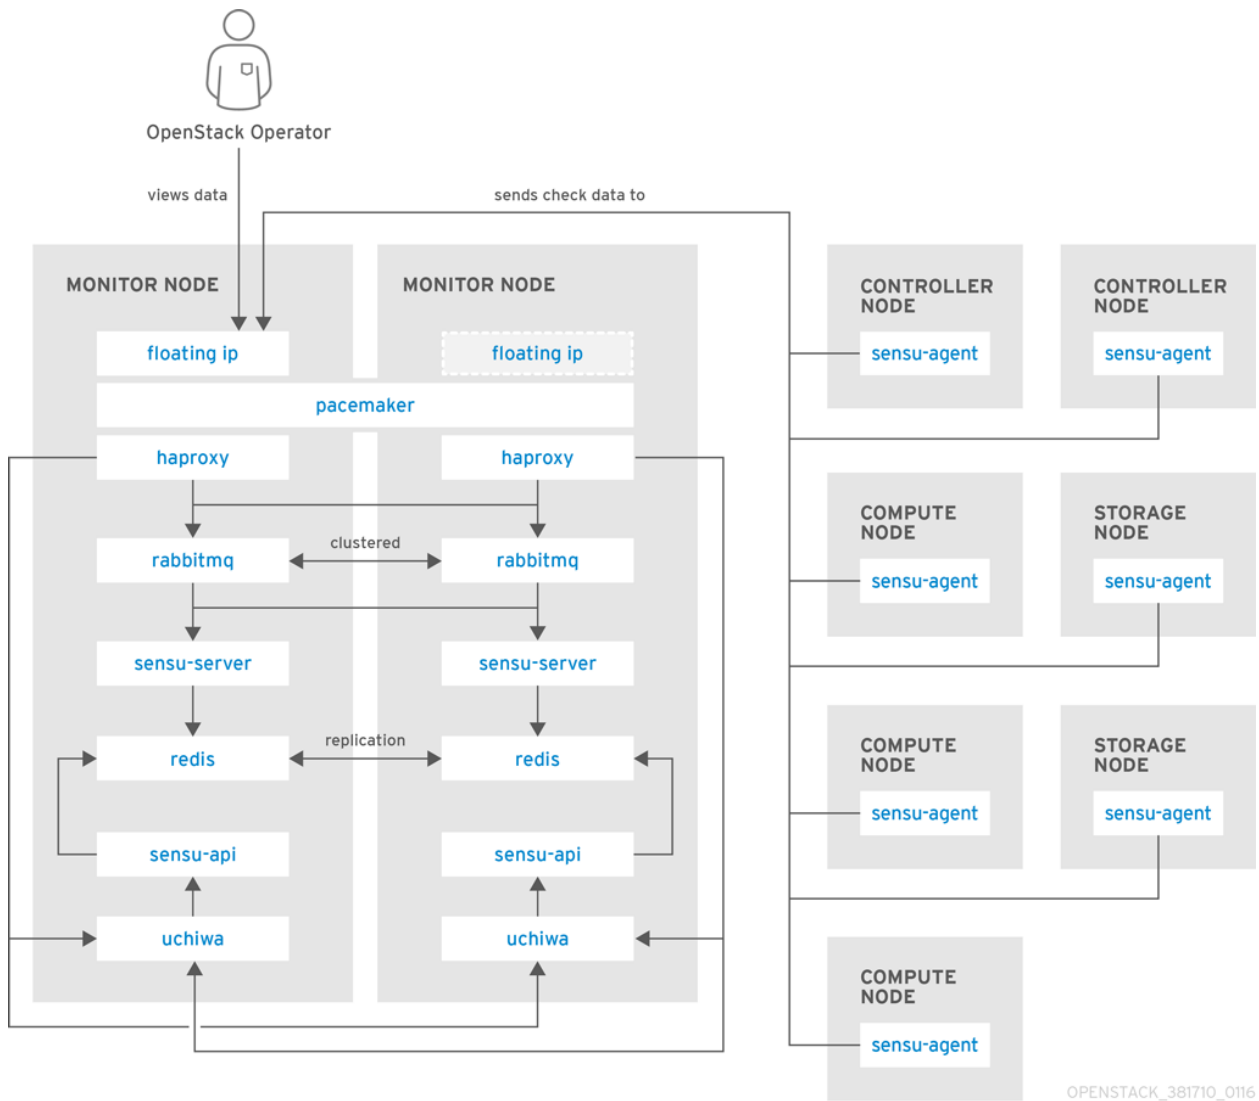 OpenStack Operator
views data
sends check data to
MONITOR NODE
floating ip
MONITOR NODE
floating ip
pacemaker
haproxy
haproxy
rabbitmq
clustered
rabbitmq
sensu-server
sensu-server
redis
replication
redis
sensu-api
sensu-api
uchiwa
uchiwa
CONTROLLER
NODE
sensu-agent
CONTROLLER
NODE
sensu-agent
COMPUTE
NODE
sensu-agent
STORAGE
NODE
sensu-agent
COMPUTE
NODE
sensu-agent
STORAGE
NODE
sensu-agent
COMPUTE
NODE
sensu-agent
OPENSTACK_381710_0116